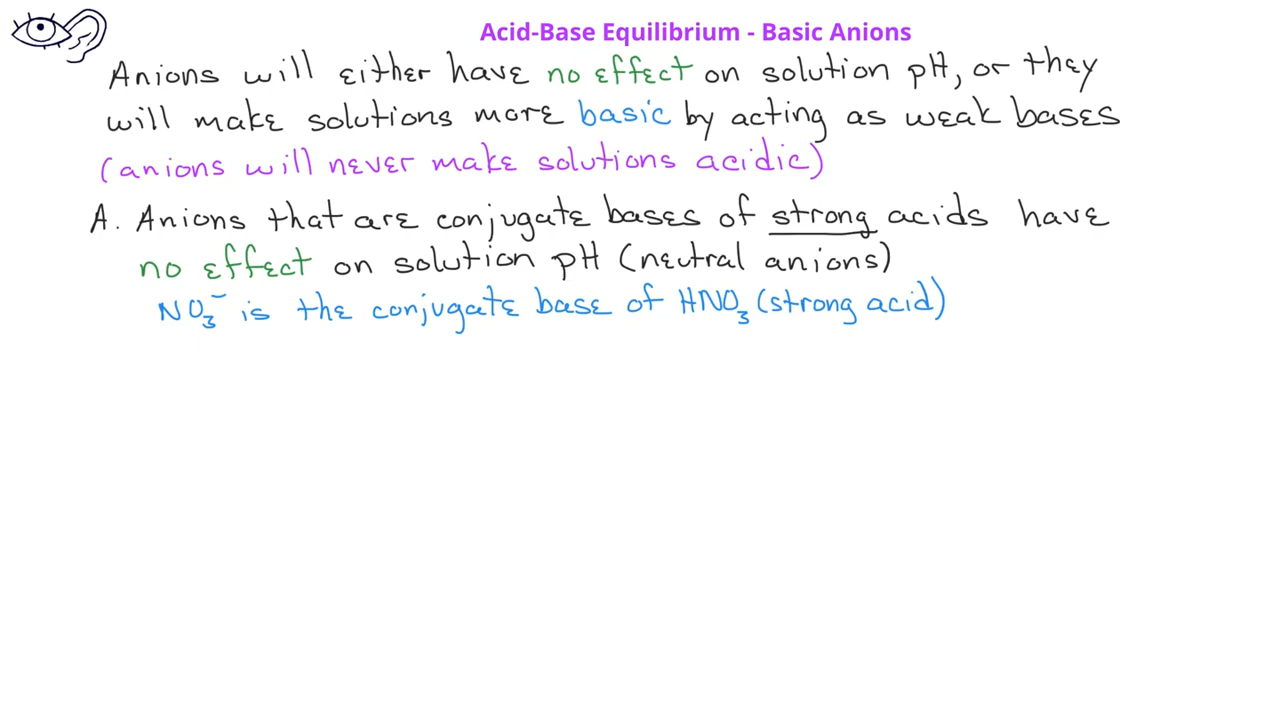 Acid-Base Equilibrium - Basic Anions
Anions will either have no effect on solution pH, or they
will make solutions more basic by acting as weak bases
(anions will never make solutions acidic)
A. Anions that are conjugate bases of strong acids have
no effect on solution pH (neutral anions)
NO₃⁻ is the conjugate base of HNO₃ (strong acid)